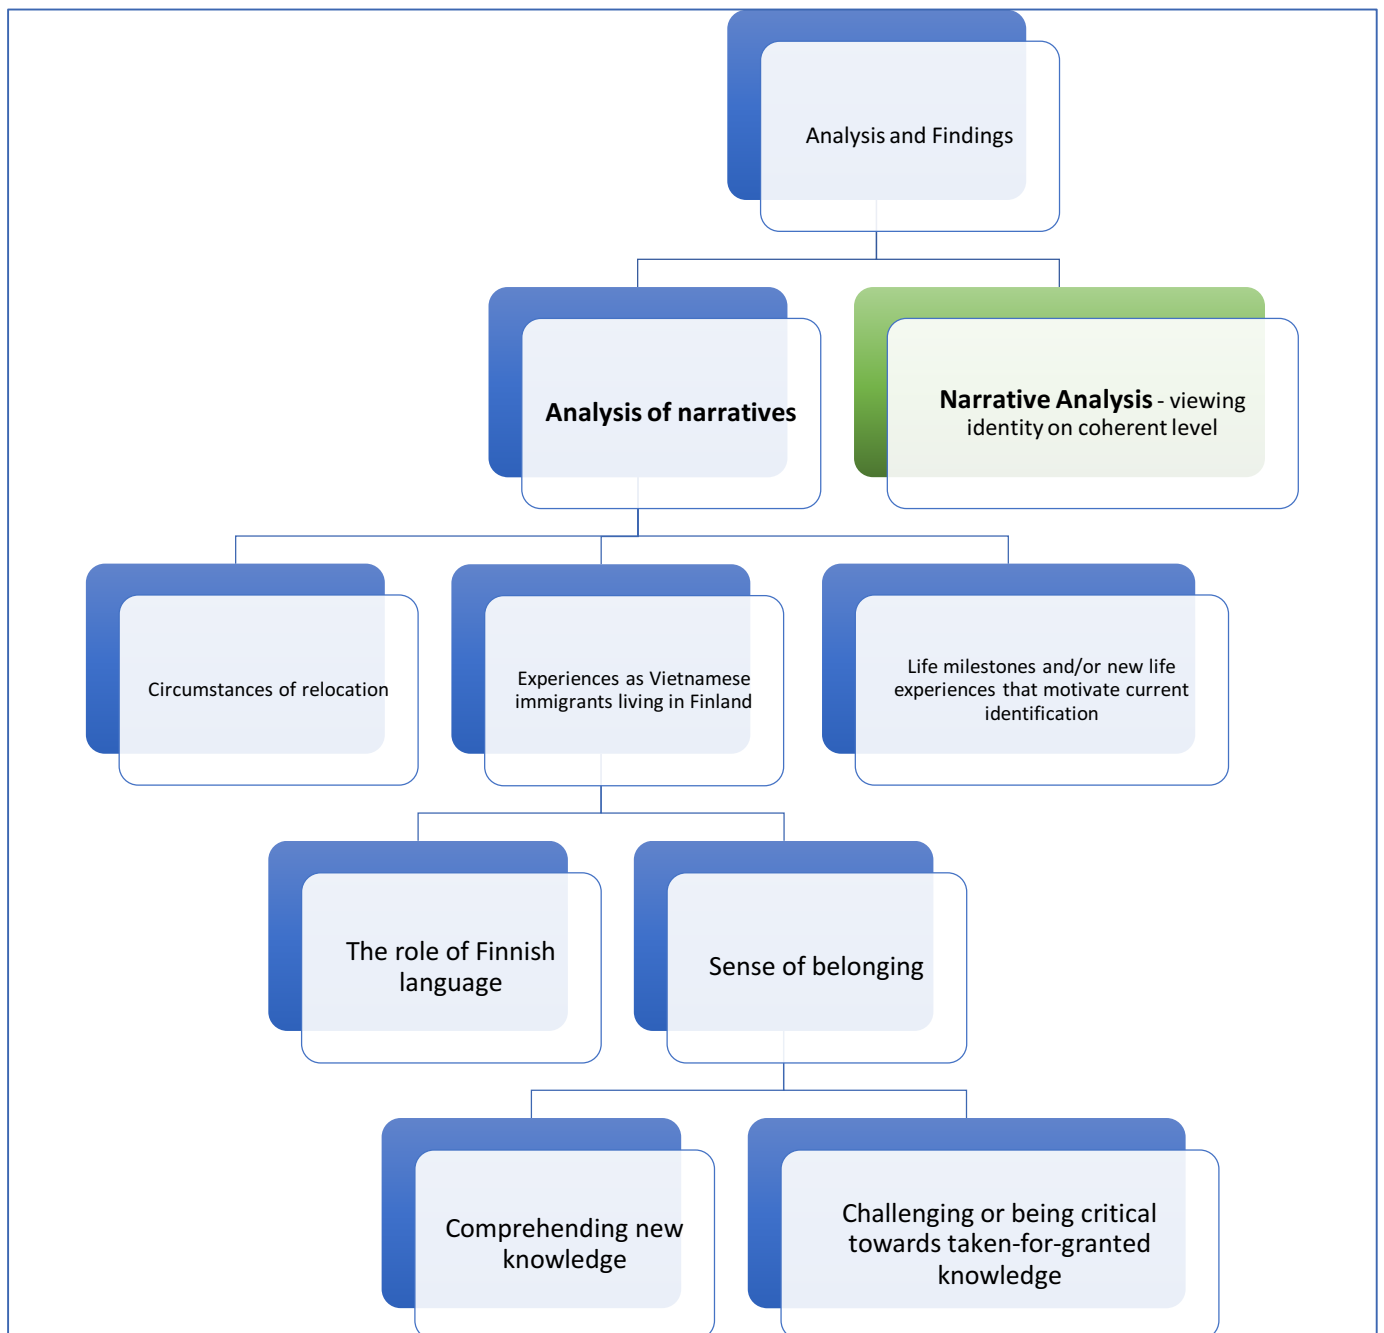 Analysis and Findings
Analysis of narratives
Narrative Analysis - viewing
identity on coherent level
Circumstances of relocation
Experiences as Vietnamese
immigrants living in Finland
Life milestones and/or new life
experiences that motivate current
identification
The role of Finnish
language
Sense of belonging
Comprehending new
knowledge
Challenging or being critical
towards taken-for-granted
knowledge